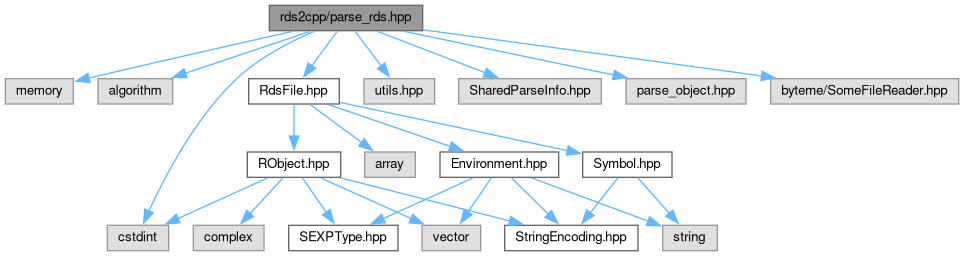 rds2cpp/parse_rds.hpp
memory
algorithm
RdsFile.hpp
utils.hpp
SharedParseInfo.hpp
parse_object.hpp
byteme/SomeFileReader.hpp
RObject.hpp
array
Environment.hpp
Symbol.hpp
cstdint
complex
SEXPType.hpp
vector
StringEncoding.hpp
string